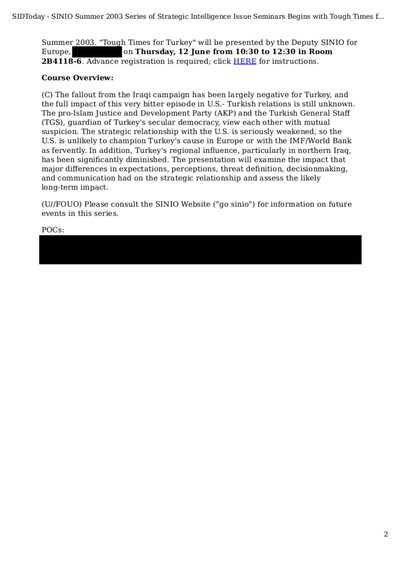 SIDToday - SINIO Summer 2003 Series of Strategic Intelligence Issue Seminars Begins with Tough Times f...
Summer 2003. "Tough Times for Turkey" will be presented by the Deputy SINIO for
Europe, on Thursday, 12 June from 10:30 to 12:30 in Room
2B4118-6. Advance registration is required; click HERE for instructions.
Course Overview:
(C) The fallout from the Iraqi campaign has been largely negative for Turkey, and
the full impact of this very bitter episode in U.S.- Turkish relations is still unknown.
The pro-Islam Justice and Development Party (AKP) and the Turkish General Staff
(TGS), guardian of Turkey's secular democracy, view each other with mutual
suspicion. The strategic relationship with the U.S. is seriously weakened, so the
U.S. is unlikely to champion Turkey's cause in Europe or with the IMF/World Bank
as fervently. In addition, Turkey's regional influence, particularly in northern Iraq,
has been significantly diminished. The presentation will examine the impact that
major differences in expectations, perceptions, threat definition, decisionmaking,
and communication had on the strategic relationship and assess the likely
long-term impact.
(U//FOUO) Please consult the SINIO Website ("go sinio") for information on future
events in this series.
POCs:
2